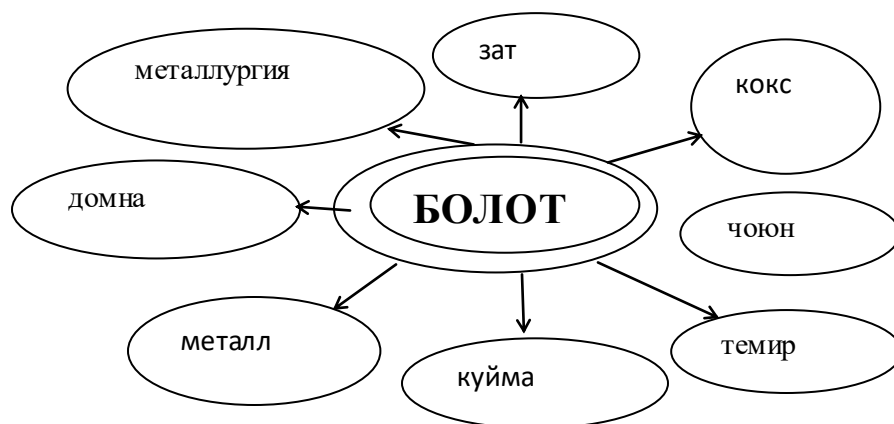 зат
металлургия
кокс
домна
БОЛОТ
чоюн
металл
куйма
темир